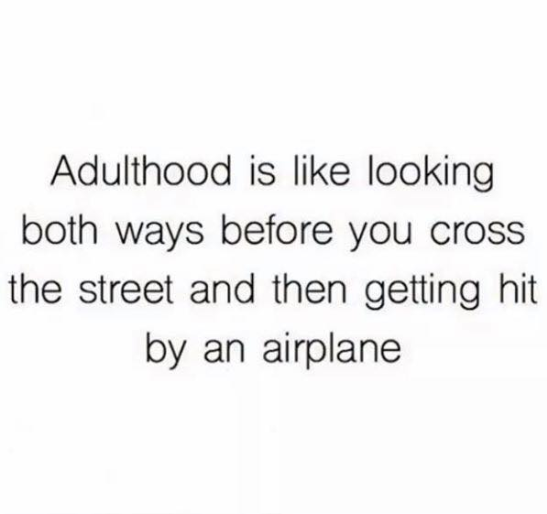 Adulthood is like looking
both ways before you cross
the street and then getting hit
by an airplane